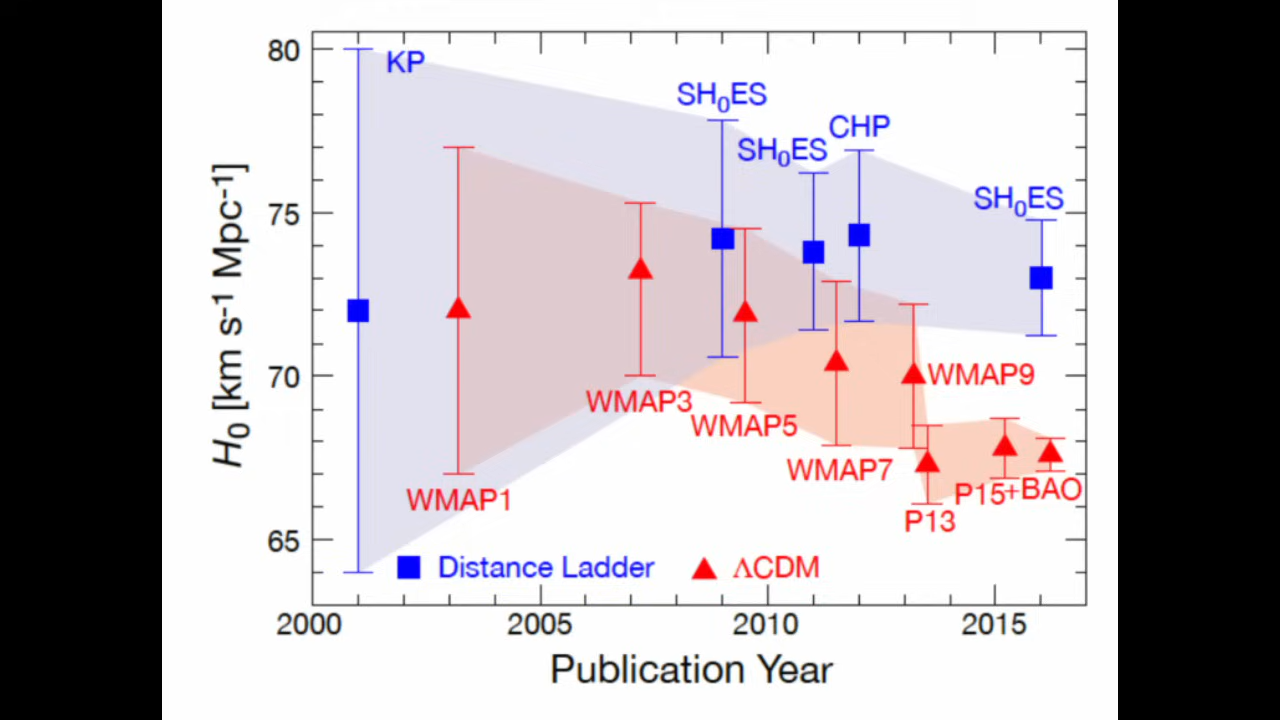 80
KP
SH₀ES
CHP
SH₀ES
75
SH₀ES
H₀ [km s⁻¹ Mpc⁻¹]
70
WMAP9
WMAP3
WMAP5
WMAP7
WMAP1
P15+BAO
P13
65
Distance Ladder
ΛCDM
2000 2005 2010 2015
Publication Year